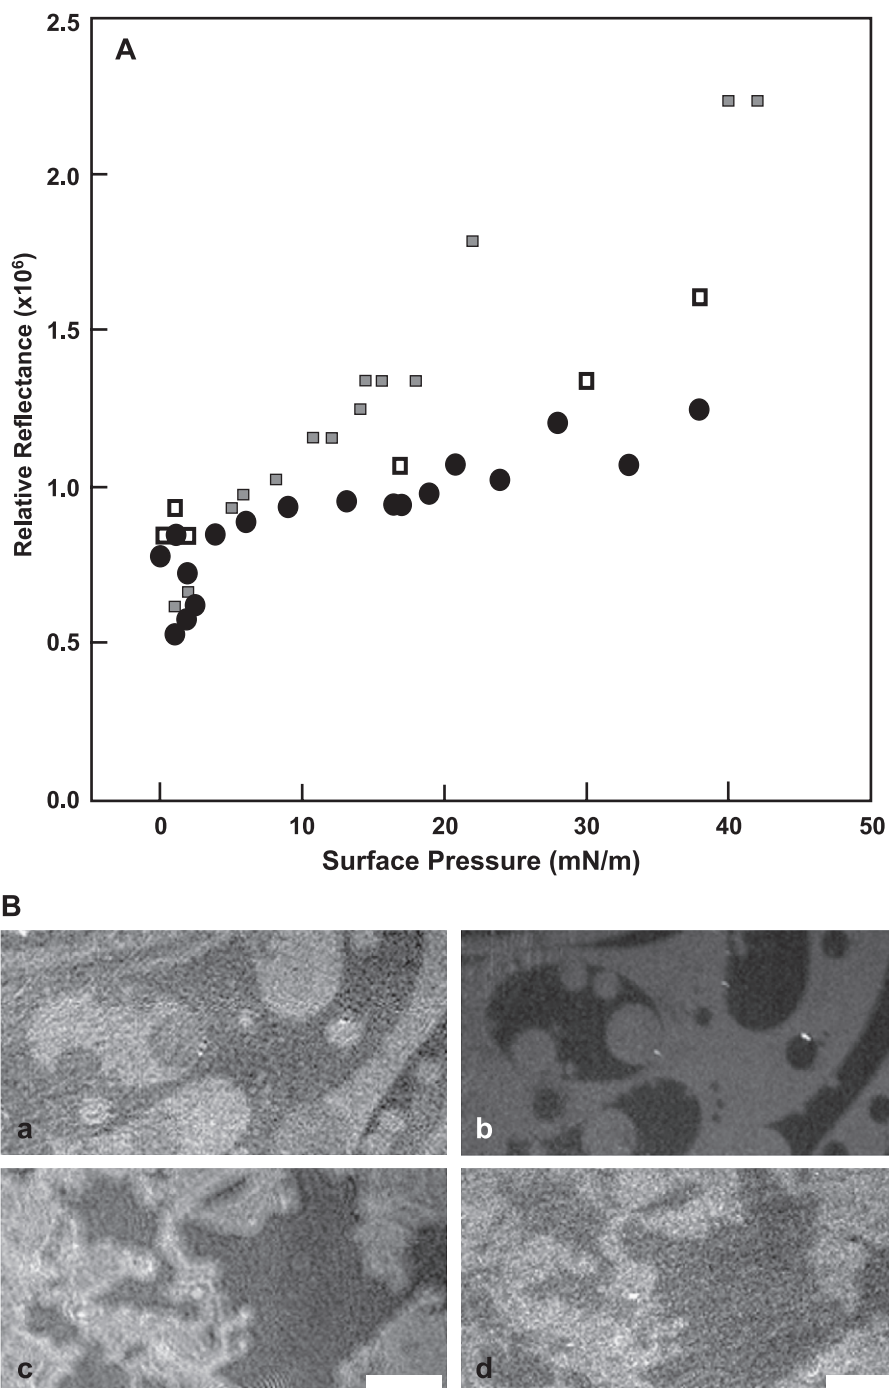 2.5
A
2.0
1.5
1.0
0.5
0.0
Relative Reflectance (x10⁶)
0 10 20 30 40 50
Surface Pressure (mN/m)
B
a b
c d